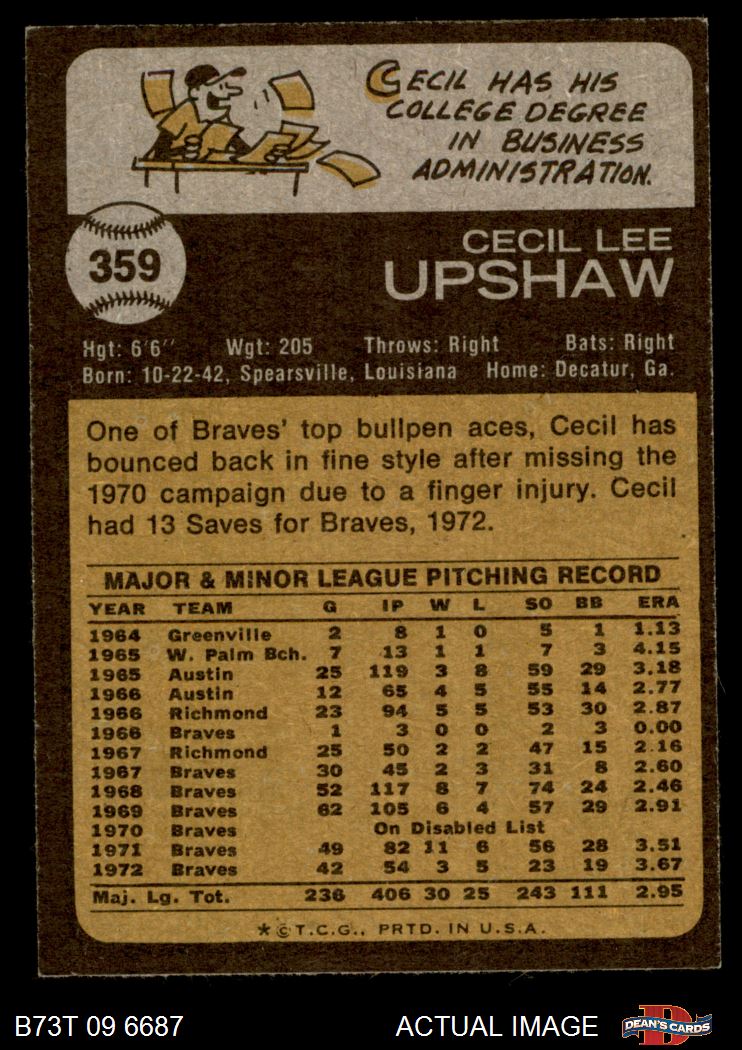 CECIL HAS HIS
COLLEGE DEGREE
IN BUSINESS
ADMINISTRATION.
359
CECIL LEE
UPSHAW
Hgt: 6'6'' Wgt: 205 Throws: Right Bats: Right
Born: 10-22-42, Spearsville, Louisiana Home: Decatur, Ga.
One of Braves' top bullpen aces, Cecil has
bounced back in fine style after missing the
1970 campaign due to a finger injury. Cecil
had 13 Saves for Braves, 1972.
MAJOR & MINOR LEAGUE PITCHING RECORD
YEAR TEAM G IP W L SO BB ERA
1964 Greenville 2 8 1 0 5 1 1.13
1965 W. Palm Bch. 7 13 1 1 7 3 4.15
1965 Austin 25 119 3 8 59 29 3.18
1966 Austin 12 65 4 5 55 14 2.77
1966 Richmond 23 94 5 5 53 30 2.87
1966 Braves 1 3 0 0 2 3 0.00
1967 Richmond 25 50 2 2 47 15 2.16
1967 Braves 30 45 2 3 31 8 2.60
1968 Braves 52 117 8 7 74 24 2.46
1969 Braves 62 105 6 4 57 29 2.91
1970 Braves On Disabled List
1971 Braves 49 82 11 6 56 28 3.51
1972 Braves 42 54 3 5 23 19 3.67
Maj. Lg. Tot. 236 406 30 25 243 111 2.95
*©T.C.G., PRTD. IN U.S.A.
B73T 09 6687 ACTUAL IMAGE D DEAN'S CARDS